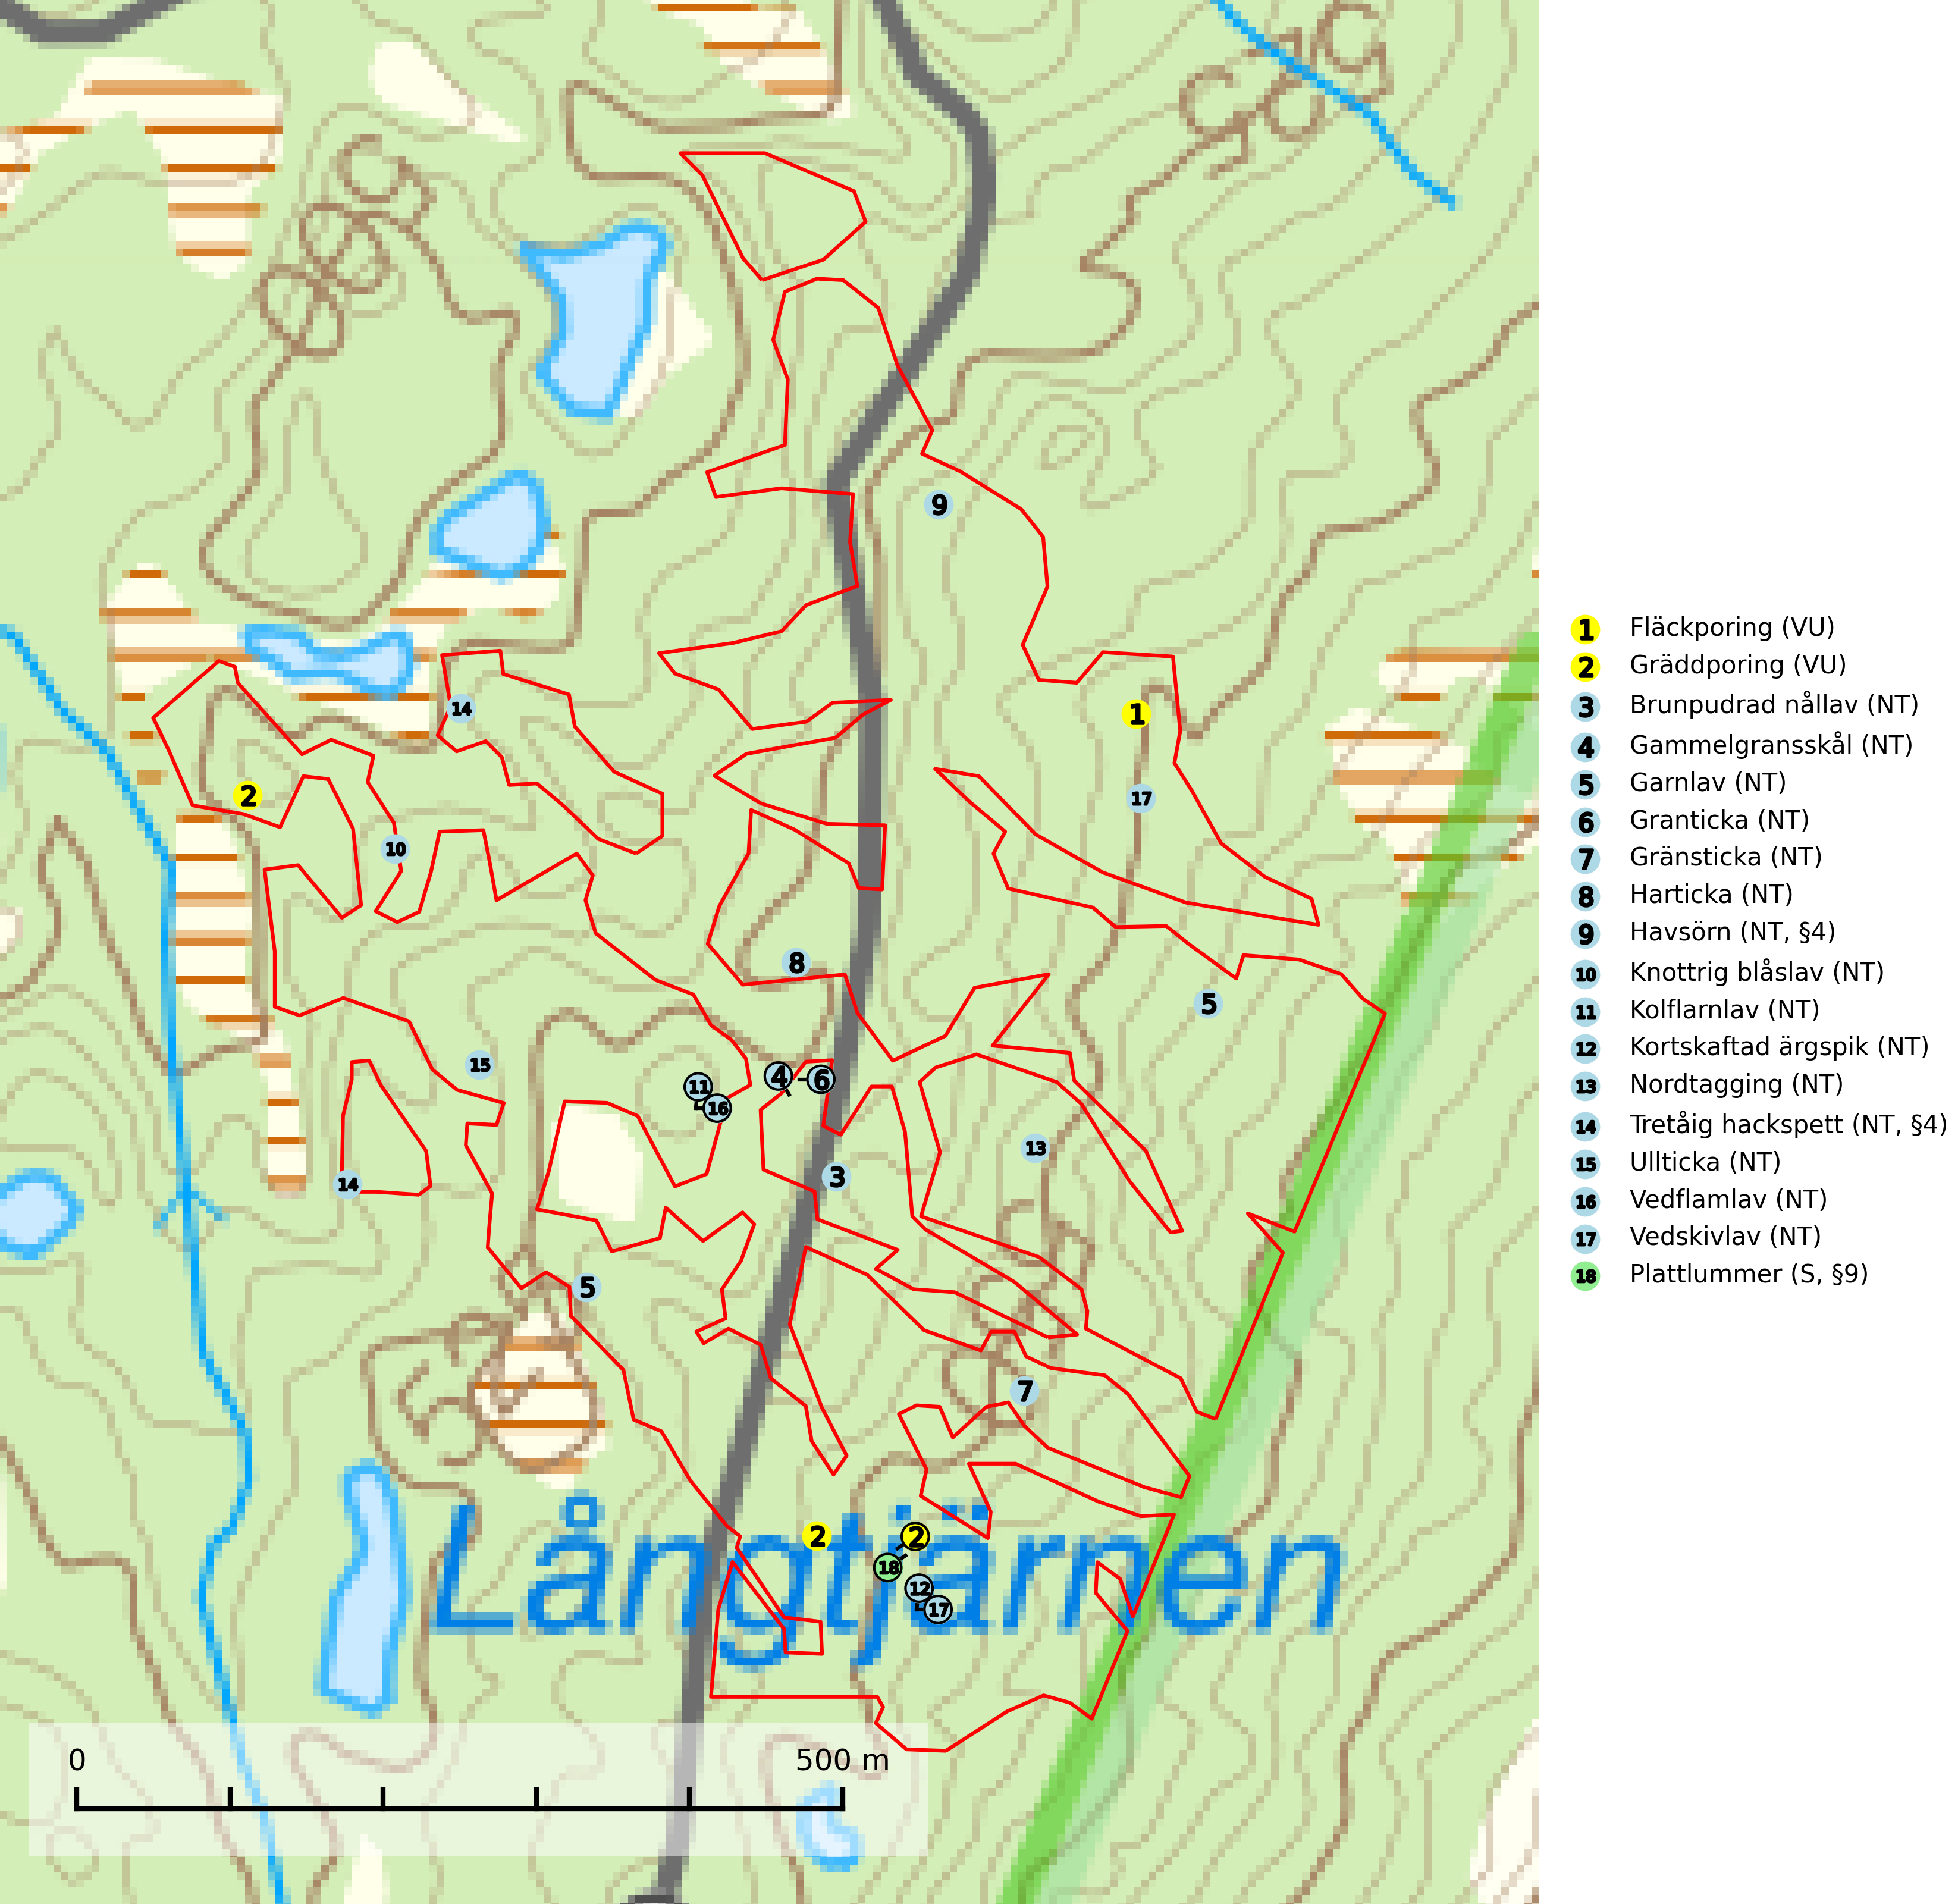 9
14
1
2
17
10
8
5
15
4 6
11
16
13
3
14
5
7
2 2
18
12
17
Långtjärnen
0 500 m
1 Fläckporing (VU)
2 Gräddporing (VU)
3 Brunpudrad nållav (NT)
4 Gammelgransskål (NT)
5 Garnlav (NT)
6 Granticka (NT)
7 Gränsticka (NT)
8 Harticka (NT)
9 Havsörn (NT, §4)
10 Knottrig blåslav (NT)
11 Kolflarnlav (NT)
12 Kortskaftad ärgspik (NT)
13 Nordtagging (NT)
14 Tretåig hackspett (NT, §4)
15 Ullticka (NT)
16 Vedflamlav (NT)
17 Vedskivlav (NT)
18 Plattlummer (S, §9)